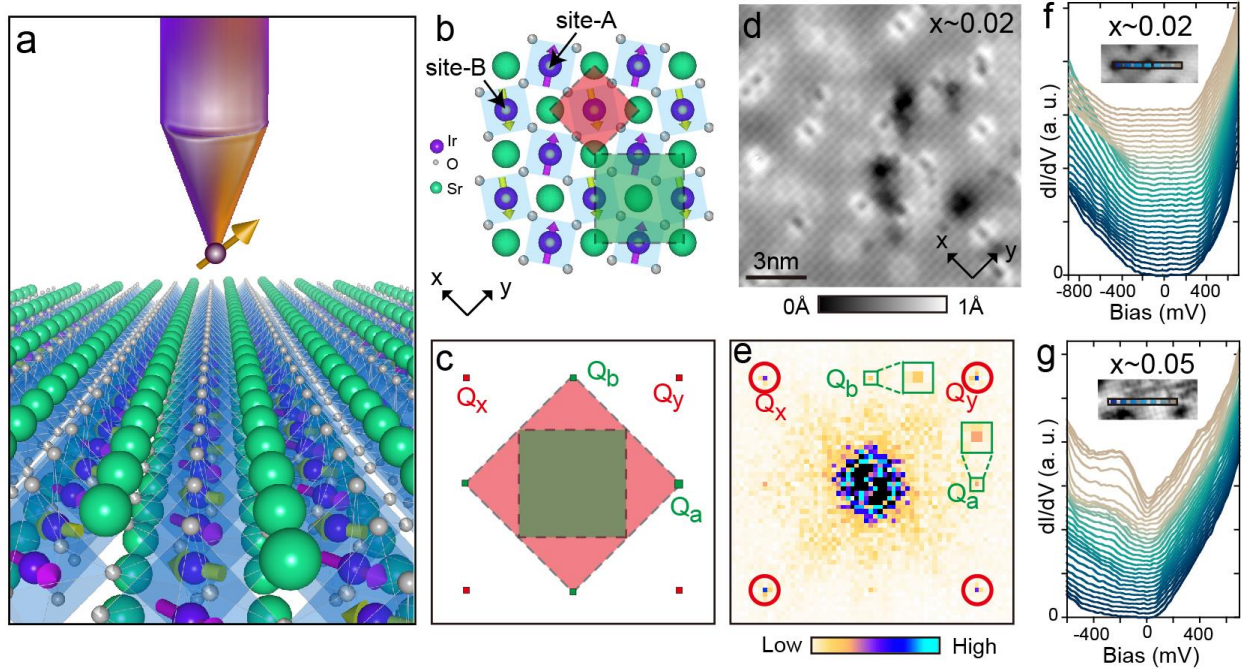 a
b
site-A
site-B
Ir
O
Sr
x
y
c
Qx
Qb
Qy
Qa
d
x~0.02
3nm
x
y
0Å
1Å
e
Qx
Qb
Qy
Qa
Low
High
f
x~0.02
dI/dV (a. u.)
0
-800
-400
0
400
Bias (mV)
g
x~0.05
dI/dV (a. u.)
0
-400
0
400
Bias (mV)